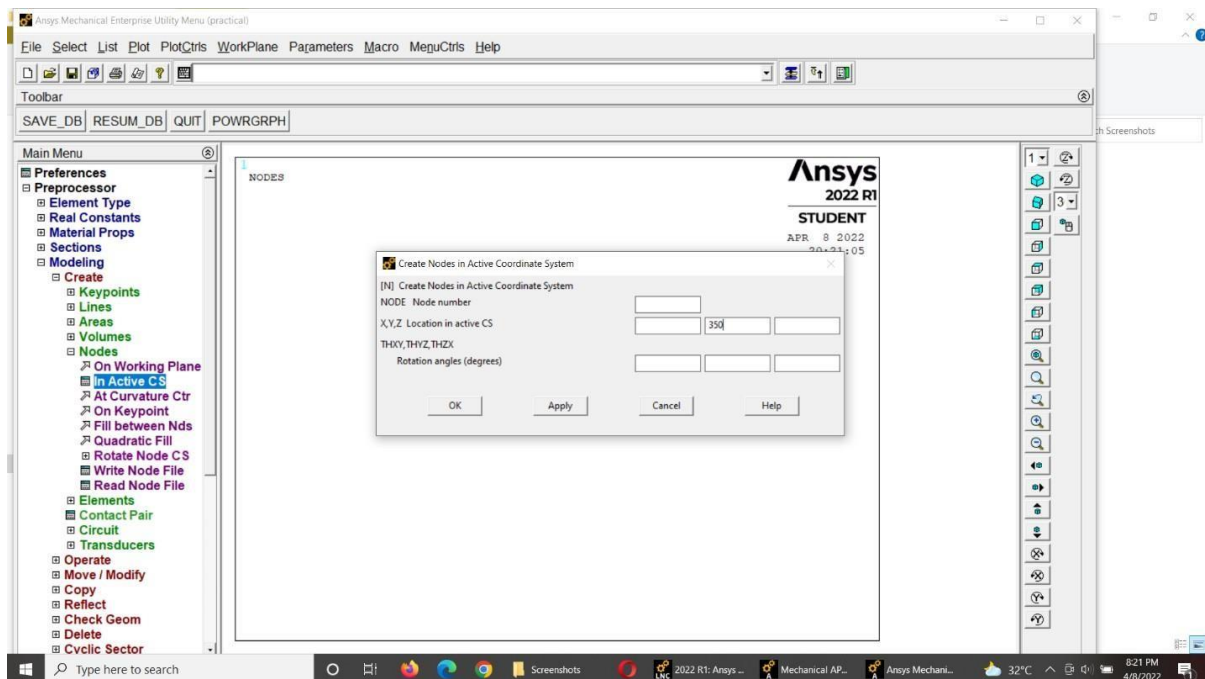 Ansys Mechanical Enterprise Utility Menu (practical)
File Select List Plot PlotCtrls WorkPlane Parameters Macro MenuCtrls Help
Toolbar
SAVE_DB RESUM_DB QUIT POWRGRPH
ch Screenshots
Main Menu
Preferences
Preprocessor
Element Type
Real Constants
Material Props
Sections
Modeling
Create
Keypoints
Lines
Areas
Volumes
Nodes
On Working Plane
In Active CS
At Curvature Ctr
On Keypoint
Fill between Nds
Quadratic Fill
Rotate Node CS
Write Node File
Read Node File
Elements
Contact Pair
Circuit
Transducers
Operate
Move / Modify
Copy
Reflect
Check Geom
Delete
Cyclic Sector
1
NODES
Ansys
2022 R1
STUDENT
APR 8 2022
20:21:05
Create Nodes in Active Coordinate System
[N] Create Nodes in Active Coordinate System
NODE Node number
X,Y,Z Location in active CS 350
THXY,THYZ,THZX
Rotation angles (degrees)
OK Apply Cancel Help
1
3
Type here to search Screenshots 2022 R1: Ansys ... Mechanical AP... Ansys Mechani... 32°C 8:21 PM
4/8/2022